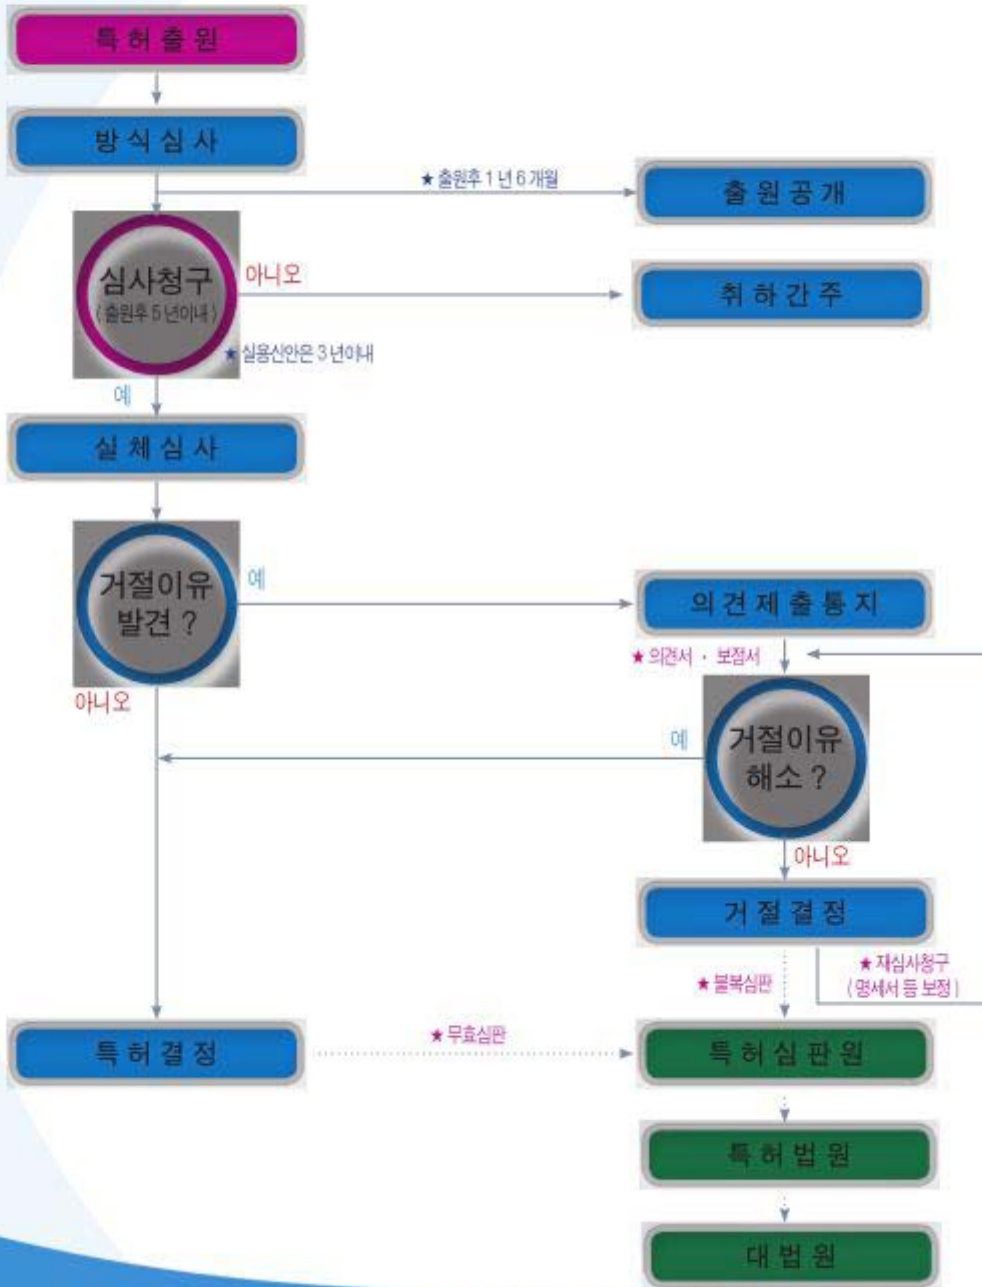 특허출원
방식심사
★ 출원후 1년 6개월
출원공개
심사청구
( 출원후 5년이내 )
아니오
취하간주
★ 실용신안은 3년이내
예
실체심사
거절이유
발견 ?
예
의견제출통지
★ 의견서 · 보정서
아니오
예
거절이유
해소 ?
아니오
거절결정
★ 불복심판
★ 재심사청구
( 명세서 등 보정 )
특허결정
★ 무효심판
특허심판원
특허법원
대법원